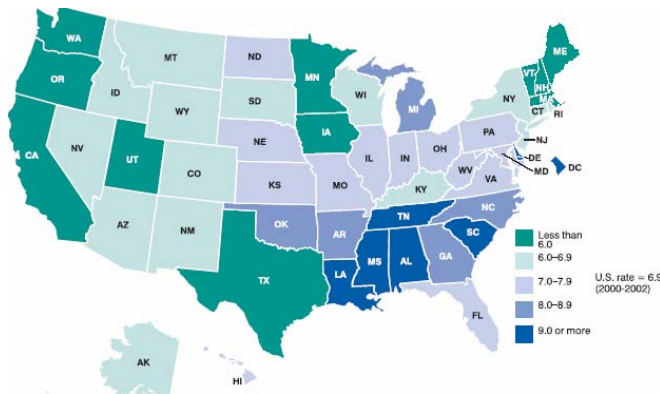 WA
ME
MT
ND
VT
MN
OR
NH
ID
SD
WI
NY
MA
MI
CT
RI
WY
IA
PA
NJ
NE
NV
OH
IL
IN
DE
UT
MD
DC
CA
CO
WV
VA
KS
MO
KY
NC
TN
AZ
OK
NM
AR
SC
Less than
6.0
MS
AL
GA
6.0–6.9
LA
TX
7.0–7.9
U.S. rate = 6.9
(2000-2002)
8.0–8.9
FL
9.0 or more
AK
HI